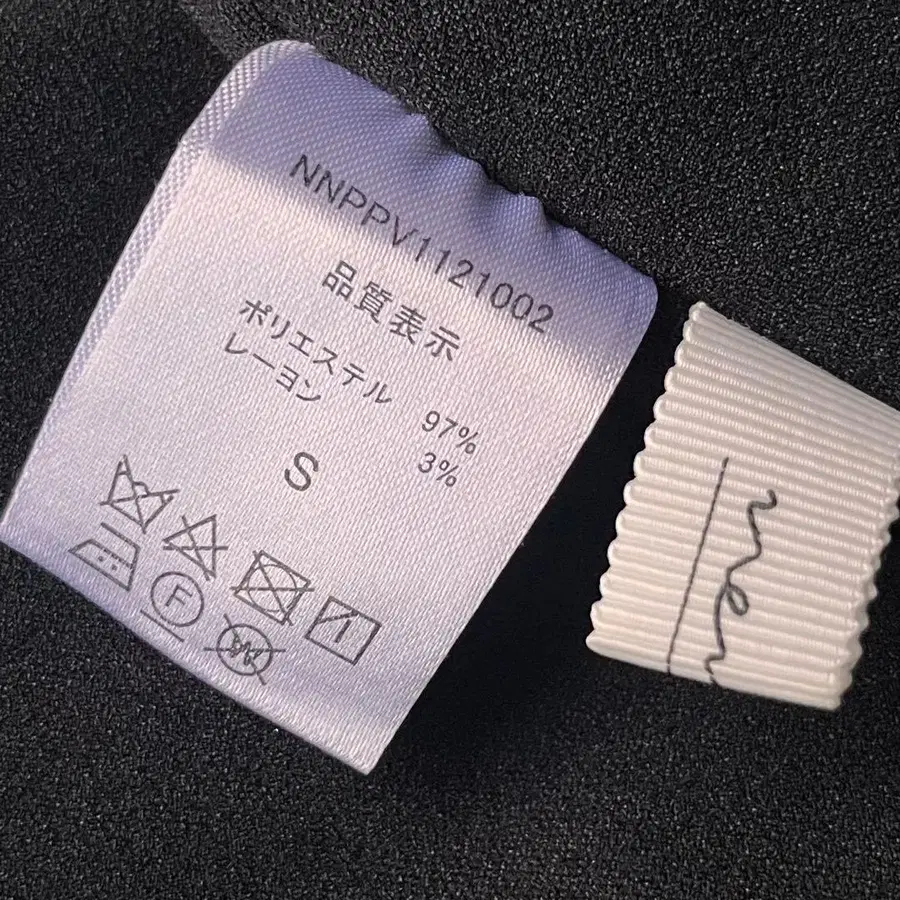 NNPPV1121002
品質表示
ポリエステル 97%
レーヨン 3%
S
F